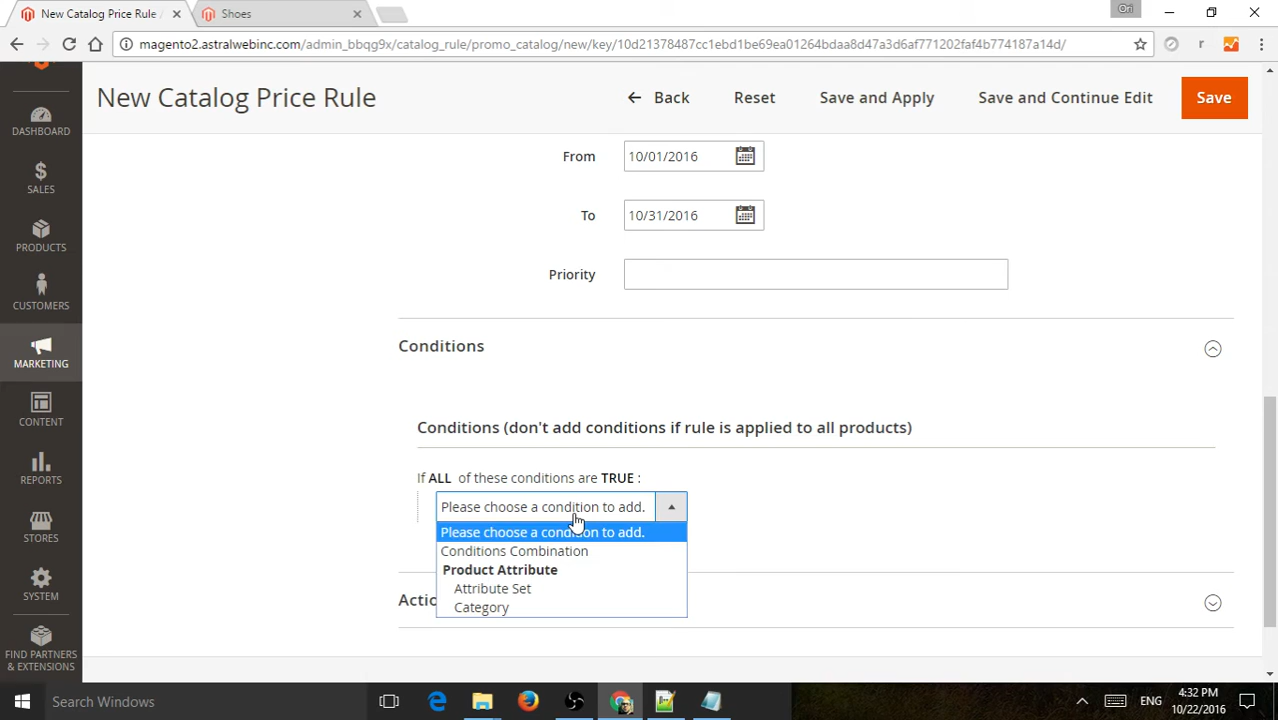 New Catalog Price Rule /
Shoes
Ori
magento2.astralwebinc.com/admin_bbqg9x/catalog_rule/promo_catalog/new/key/10d21378487cc1ebd1be69ea01264bdaa8d47a3d6af771202faf4b774187a14d/
r
New Catalog Price Rule
Back
Reset
Save and Apply
Save and Continue Edit
Save
DASHBOARD
SALES
PRODUCTS
CUSTOMERS
MARKETING
CONTENT
REPORTS
STORES
SYSTEM
FIND PARTNERS
& EXTENSIONS
From 10/01/2016
To 10/31/2016
Priority
Conditions
Conditions (don't add conditions if rule is applied to all products)
If ALL of these conditions are TRUE :
Please choose a condition to add.
Please choose a condition to add.
Conditions Combination
Product Attribute
Attribute Set
Category
Actio
Search Windows
ENG
4:32 PM
10/22/2016